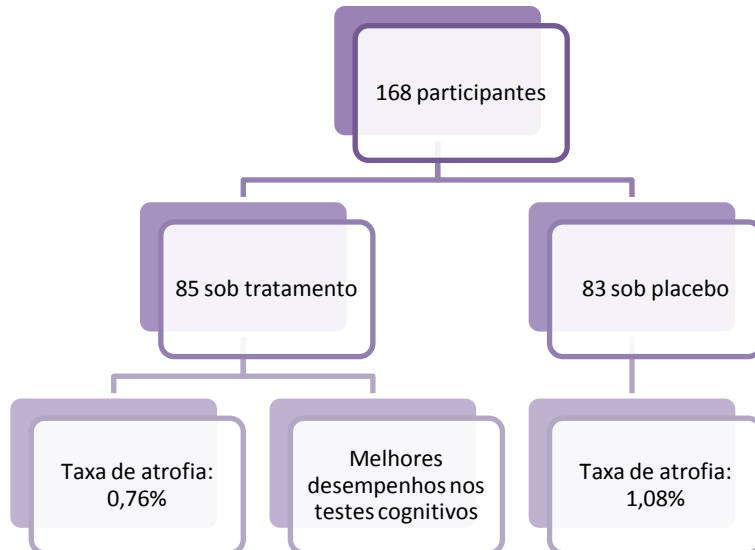 168 participantes
85 sob tratamento
83 sob placebo
Taxa de atrofia:
0,76%
Melhores
desempenhos nos
testes cognitivos
Taxa de atrofia:
1,08%